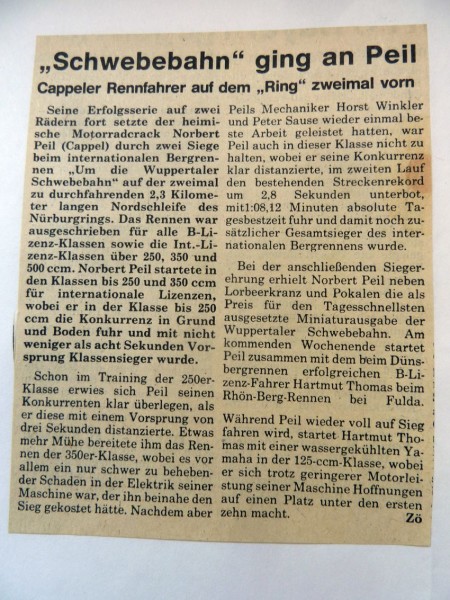 „Schwebebahn“ ging an Peil
Cappeler Rennfahrer auf dem „Ring“ zweimal vorn
Seine Erfolgsserie auf zwei
Rädern fort setzte der heimi-
sche Motorradcrack Norbert
Peil (Cappel) durch zwei Siege
beim internationalen Bergren-
nen „Um die Wuppertaler
Schwebebahn“ auf der zweimal
zu durchfahrenden 2,3 Kilome-
ter langen Nordschleife des
Nürburgrings. Das Rennen war
ausgeschrieben für alle B-Li-
zenz-Klassen sowie die Int.-Li-
zenz-Klassen über 250, 350 und
500 ccm. Norbert Peil startete in
den Klassen bis 250 und 350 ccm
für internationale Lizenzen,
wobei er in der Klasse bis 250
ccm die Konkurrenz in Grund
und Boden fuhr und mit nicht
weniger als acht Sekunden Vor-
sprung Klassensieger wurde.
Schon im Training der 250er-
Klasse erwies sich Peil seinen
Konkurrenten klar überlegen, als
er diese mit einem Vorsprung von
drei Sekunden distanzierte. Etwas
mehr Mühe bereitete ihm das Ren-
nen der 350er-Klasse, wobei es vor
allem ein nur schwer zu beheben-
der Schaden in der Elektrik seiner
Maschine war, der ihn beinahe den
Sieg gekostet hätte. Nachdem aber
Peils Mechaniker Horst Winkler
und Peter Sause wieder einmal be-
ste Arbeit geleistet hatten, war
Peil auch in dieser Klasse nicht zu
halten, wobei er seine Konkurrenz
klar distanzierte, im zweiten Lauf
den bestehenden Streckenrekord
um 2,8 Sekunden unterbot,
mit1:08,12 Minuten absolute Ta-
gesbestzeit fuhr und damit noch zu-
sätzlicher Gesamtsieger des inter-
nationalen Bergrennens wurde.
Bei der anschließenden Sieger-
ehrung erhielt Norbert Peil neben
Lorbeerkranz und Pokalen die als
Preis für den Tagesschnellsten
ausgesetzte Miniaturausgabe der
Wuppertaler Schwebebahn. Am
kommenden Wochenende startet
Peil zusammen mit dem beim Düns-
bergrennen erfolgreichen B-Li-
zenz-Fahrer Hartmut Thomas beim
Rhön-Berg-Rennen bei Fulda.
Während Peil wieder voll auf Sieg
fahren wird, startet Hartmut Tho-
mas mit einer wassergekühlten Ya-
maha in der 125-ccm-Klasse, wobei
er sich trotz geringerer Motorlei-
stung seiner Maschine Hoffnungen
auf einen Platz unter den ersten
zehn macht. Zö